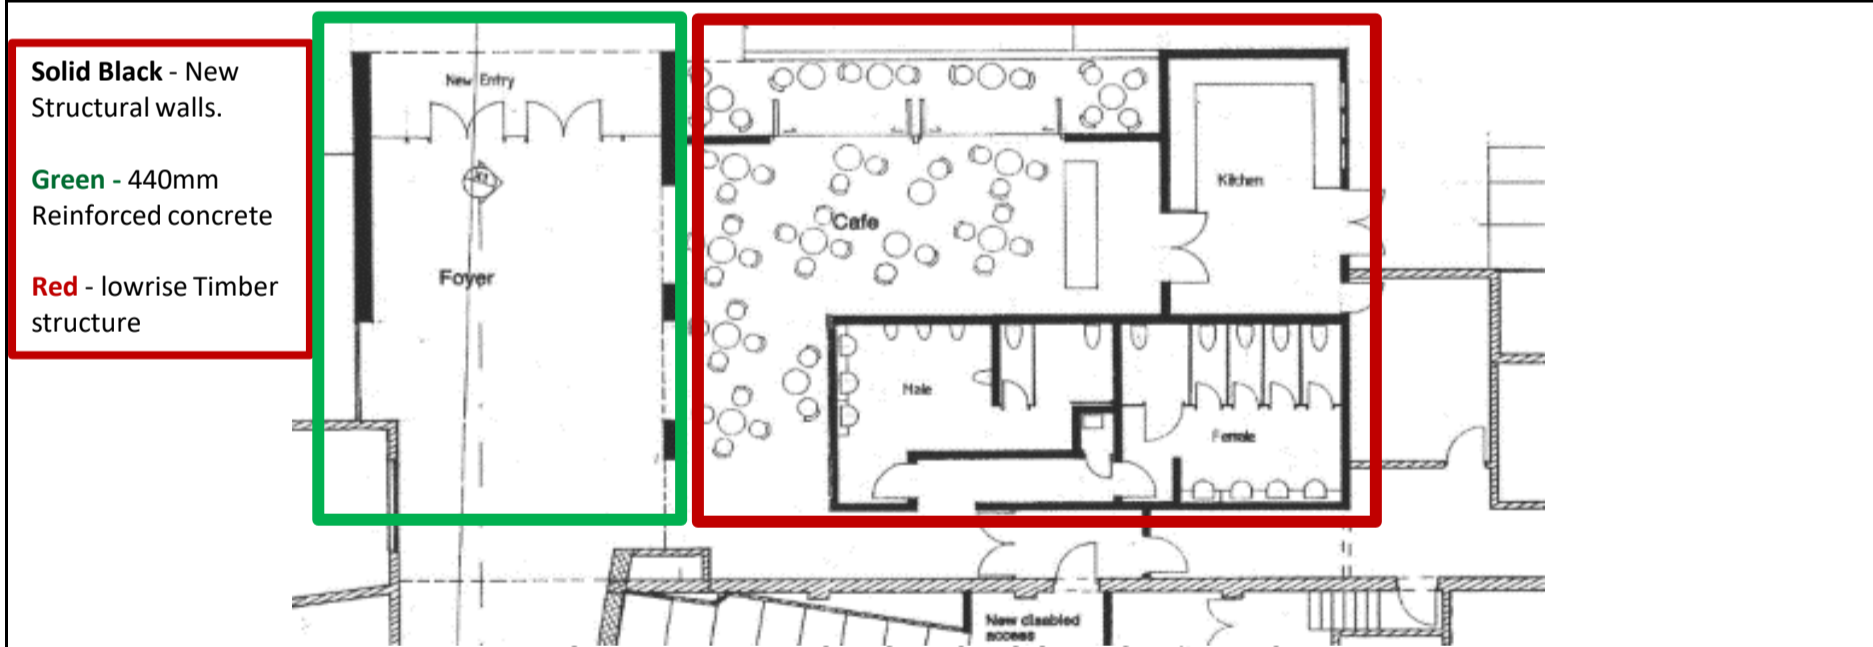 Solid Black - New
Structural walls.
Green - 440mm
Reinforced concrete
Red - lowrise Timber
structure
New Entry
X1
Foyer
Cafe
Kitchen
Male
Female
New disabled
access